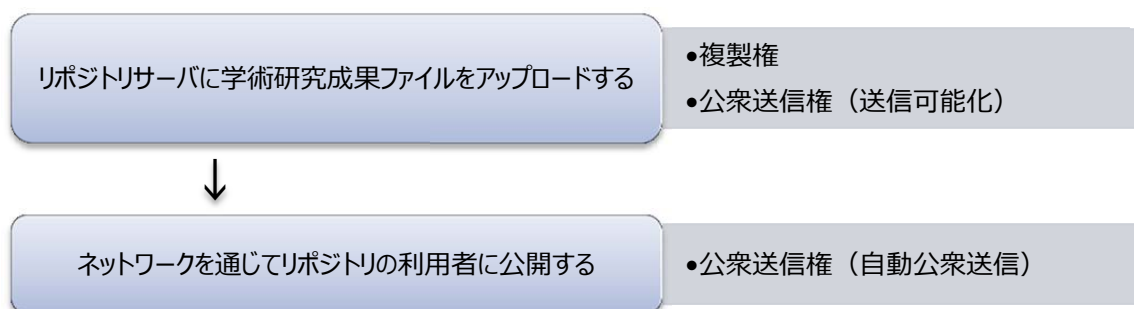 リポジトリサーバに学術研究成果ファイルをアップロードする
•複製権
•公衆送信権（送信可能化）
↓
ネットワークを通じてリポジトリの利用者に公開する
•公衆送信権（自動公衆送信）